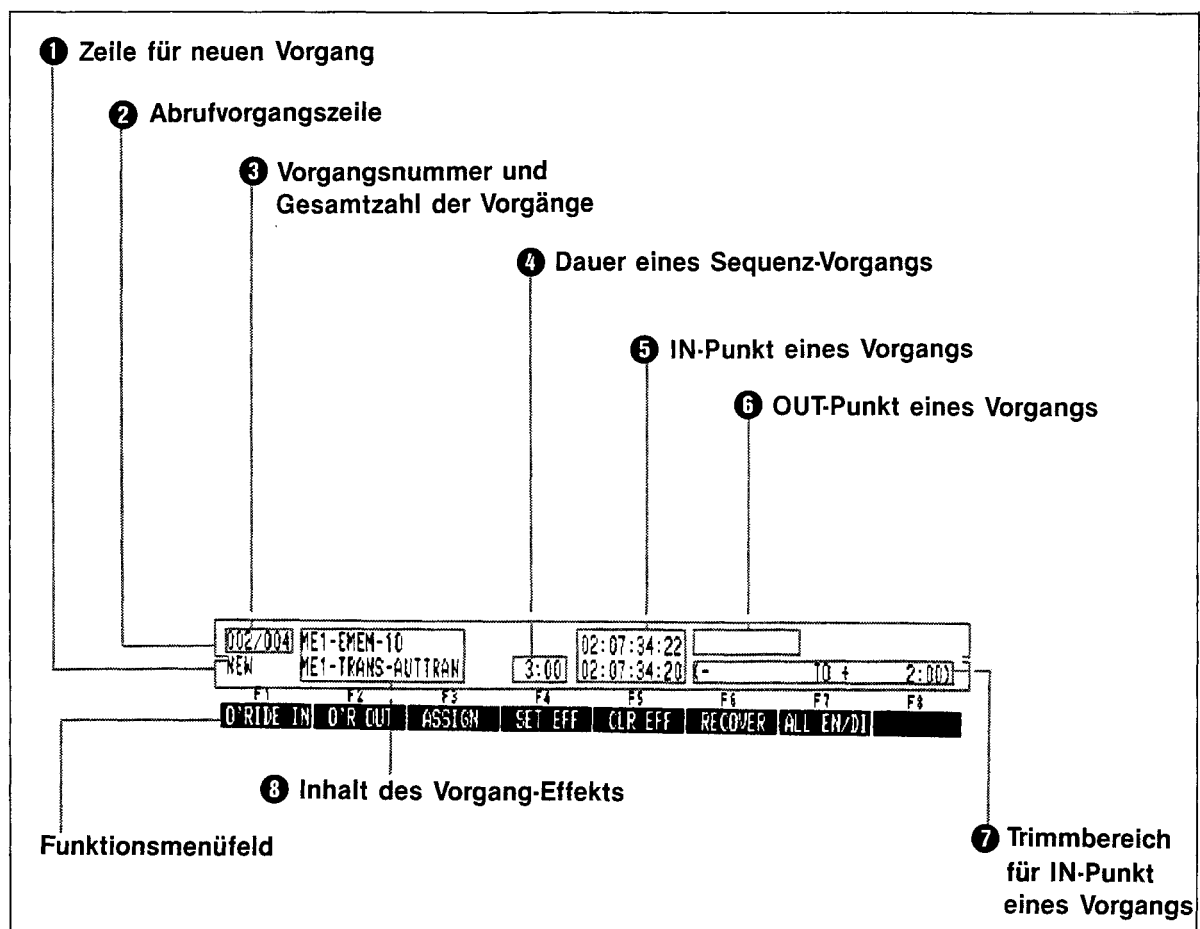 ❶ Zeile für neuen Vorgang
❷ Abrufvorgangszeile
❸ Vorgangsnummer und
Gesamtzahl der Vorgänge
❹ Dauer eines Sequenz-Vorgangs
❺ IN-Punkt eines Vorgangs
❻ OUT-Punkt eines Vorgangs
002/004 ME1-EMEM-10 02:07:34:22
NEW ME1-TRANS-AUTTRAN 3:00 02:07:34:20 (- TO + 2:00)
F1 F2 F3 F4 F5 F6 F7 F8
O'RIDE IN O'R OUT ASSIGN SET EFF CLR EFF RECOVER ALL EN/DI
❽ Inhalt des Vorgang-Effekts
Funktionsmenüfeld
❼ Trimmbereich
für IN-Punkt
eines Vorgangs